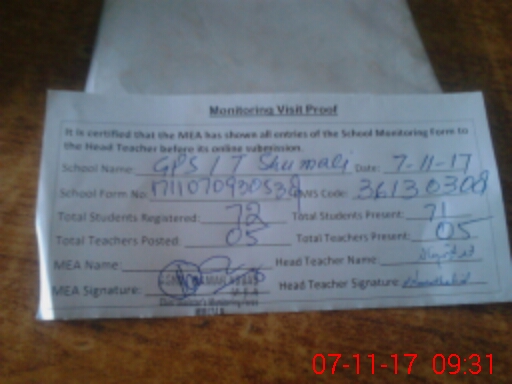 Monitoring Visit Proof
It is certified that the MEA has shown all entries of the School Monitoring Form to
the Head Teacher before its online submission.
School Name: GPS 1 T Shumali Date: 7-11-17
School Form No: EMIS Code: 36130308
Total Students Registered: 72 Total Students Present: 71
Total Teachers Posted: 05 Total Teachers Present: 05
MEA Name: Head Teacher Name:
MEA Signature: Head Teacher Signature:
07-11-17 09:31